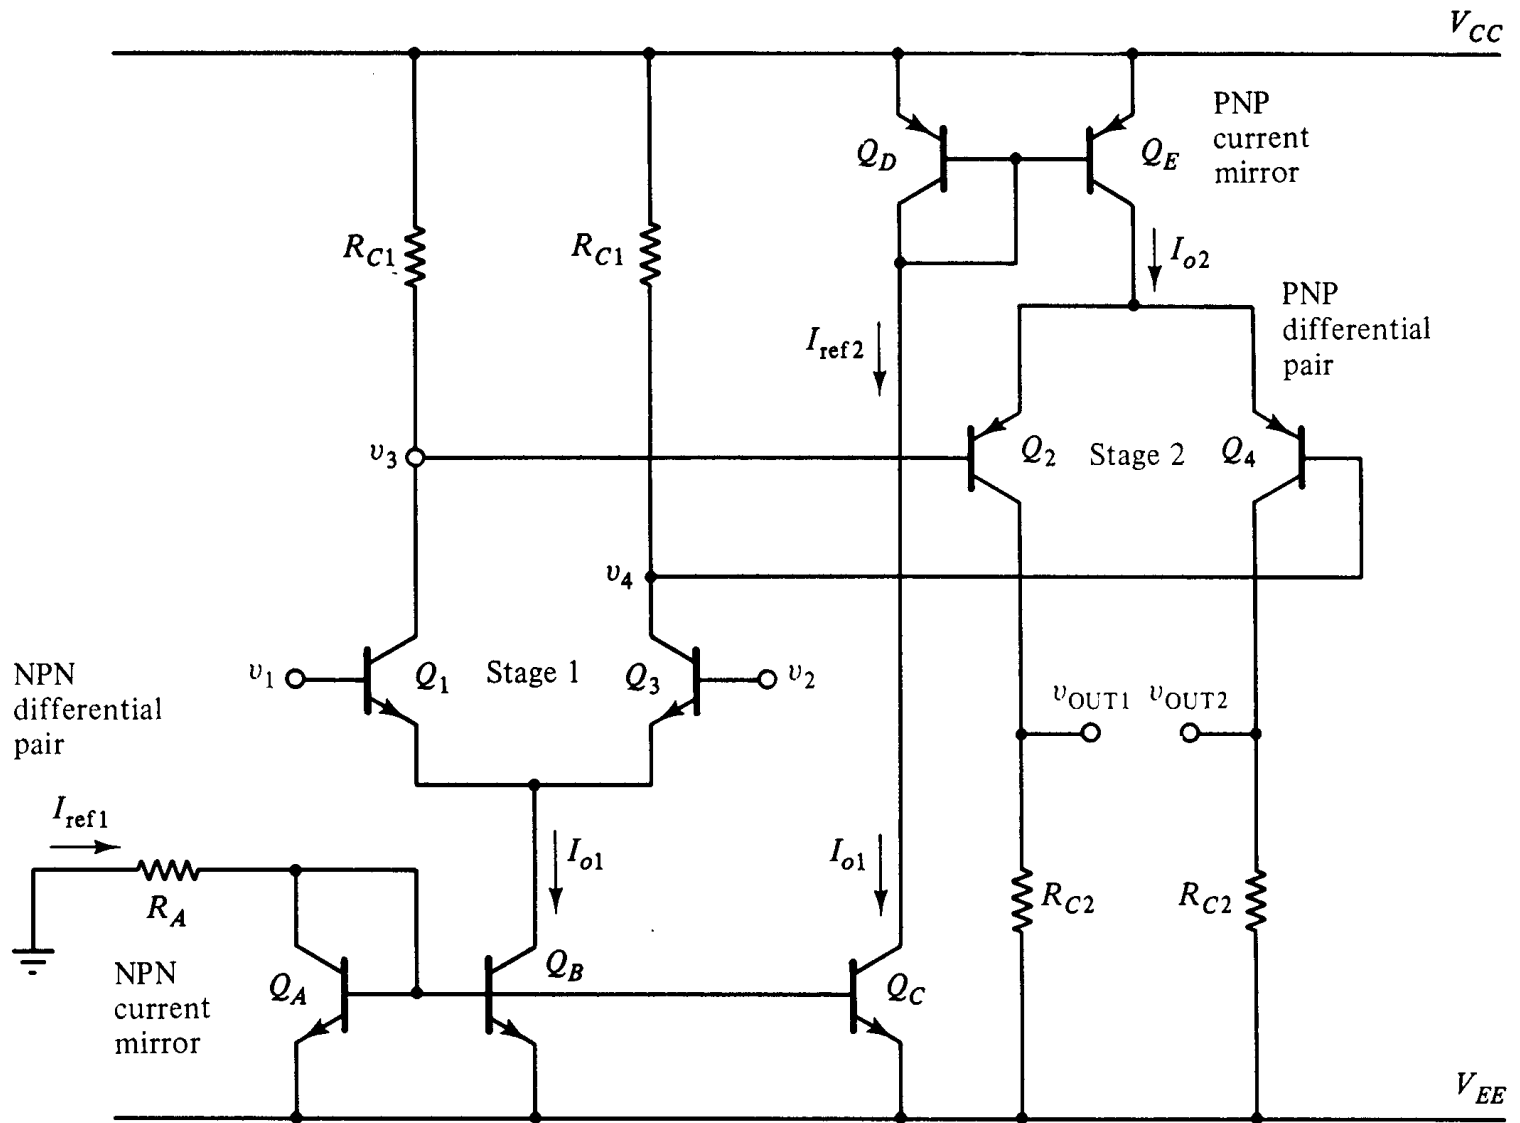 V_CC
PNP
current
mirror
Q_D
Q_E
R_C1
R_C1
I_o2
PNP
differential
pair
I_ref2
v_3
Q_2
Stage 2
Q_4
v_4
NPN
differential
pair
v_1
Q_1
Stage 1
Q_3
v_2
v_OUT1
v_OUT2
I_ref1
I_o1
I_o1
R_A
R_C2
R_C2
NPN
current
mirror
Q_A
Q_B
Q_C
V_EE